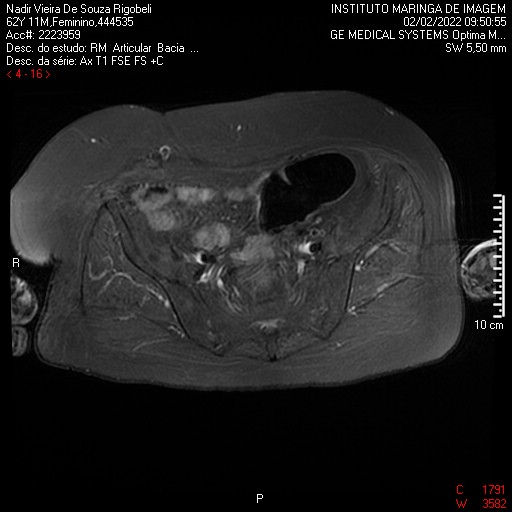 Nadir Vieira De Souza Rigobeli
62Y 11M,Feminino,444535
Acc#: 2223959
Desc. do estudo: RM Articular Bacia ...
Desc. da série: Ax T1 FSE FS +C
< 4 - 16 >
INSTITUTO MARINGA DE IMAGEM
02/02/2022 09:50:55
GE MEDICAL SYSTEMS Optima M...
SW 5,50 mm
R
10 cm
P
C 1791
W 3582